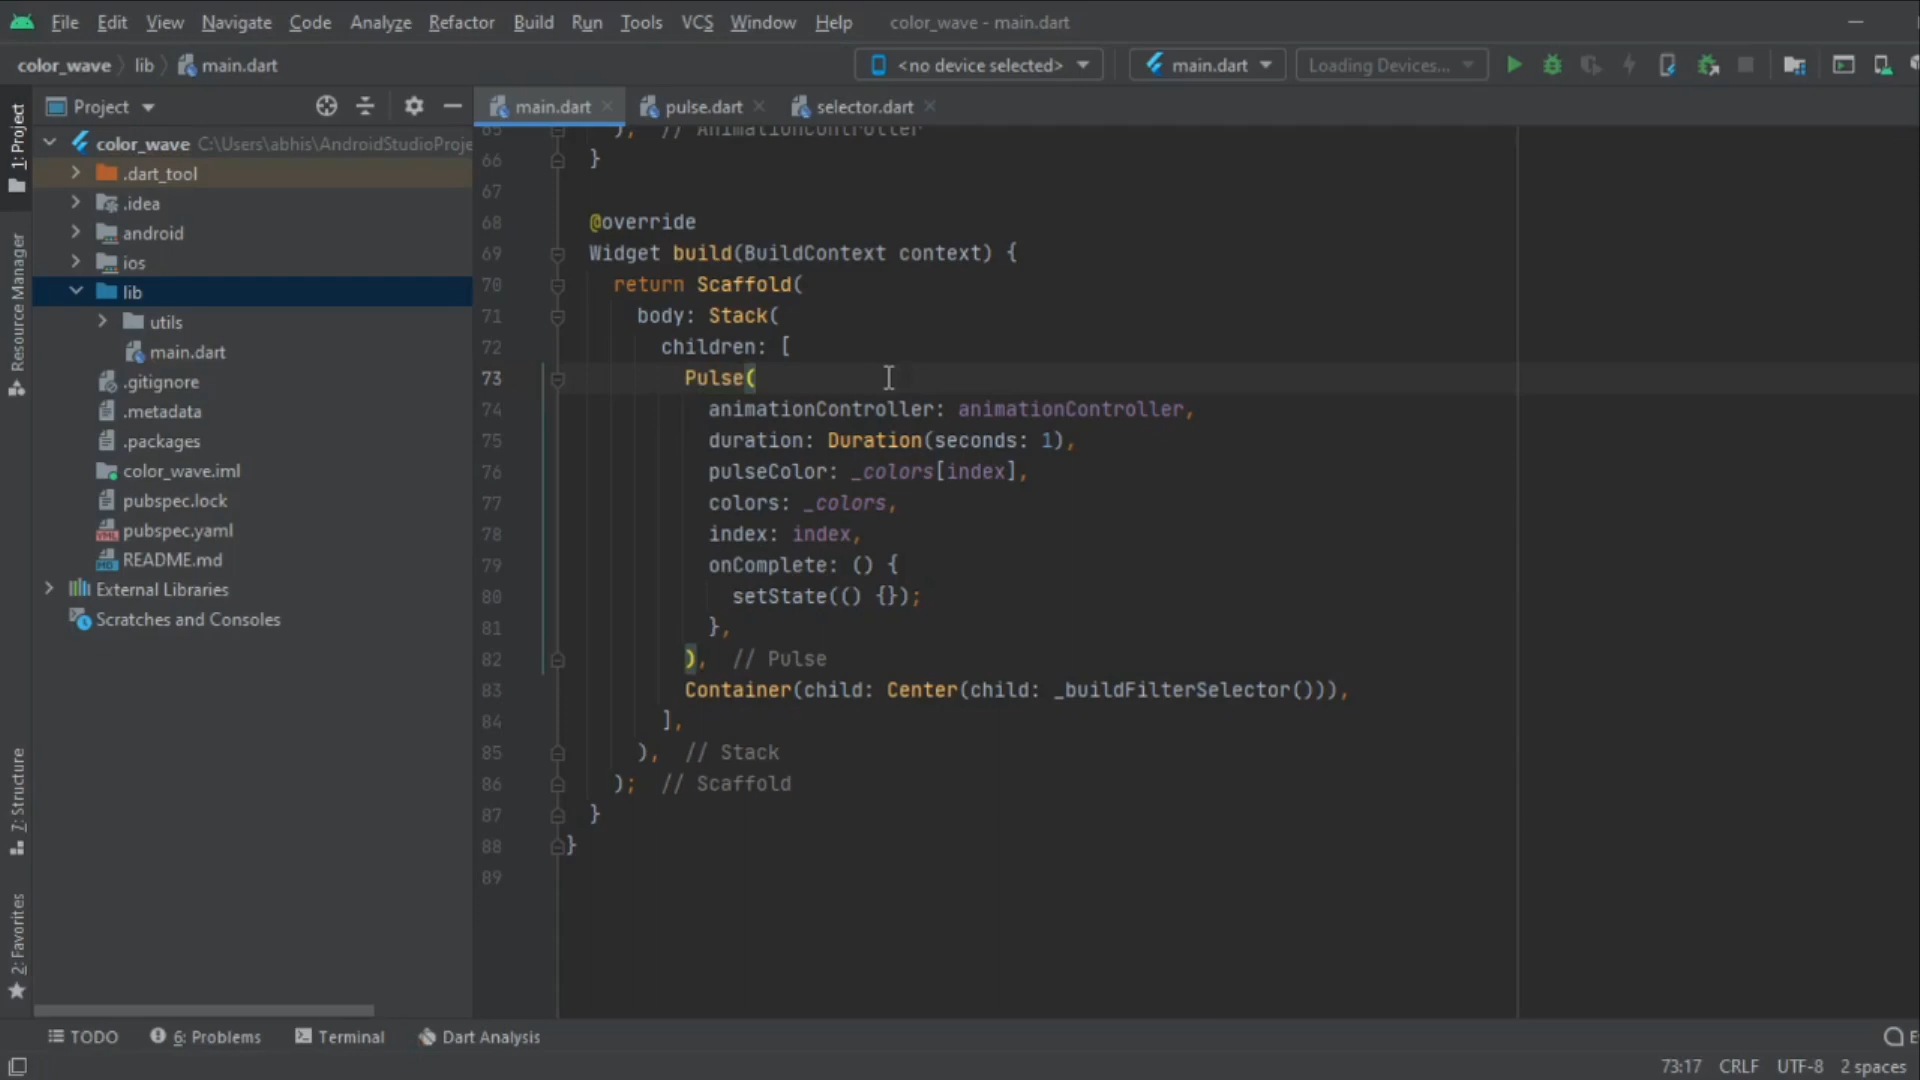 File Edit View Navigate Code Analyze Refactor Build Run Tools VCS Window Help color_wave - main.dart
color_wave lib main.dart <no device selected> main.dart Loading Devices...
1: Project
Resource Manager
7: Structure
2: Favorites
Project
color_wave C:\Users\abhis\AndroidStudioProje
.dart_tool
.idea
android
ios
lib
utils
main.dart
.gitignore
.metadata
.packages
color_wave.iml
pubspec.lock
pubspec.yaml
README.md
External Libraries
Scratches and Consoles
main.dart pulse.dart selector.dart
65 ), // AnimationController
66 }
67
68 @override
69 Widget build(BuildContext context) {
70 return Scaffold(
71 body: Stack(
72 children: [
73 Pulse(
74 animationController: animationController,
75 duration: Duration(seconds: 1),
76 pulseColor: _colors[index],
77 colors: _colors,
78 index: index,
79 onComplete: () {
80 setState(() {});
81 },
82 ), // Pulse
83 Container(child: Center(child: _buildFilterSelector())),
84 ],
85 ), // Stack
86 ); // Scaffold
87 }
88 }
89
TODO 6: Problems Terminal Dart Analysis
73:17 CRLF UTF-8 2 spaces